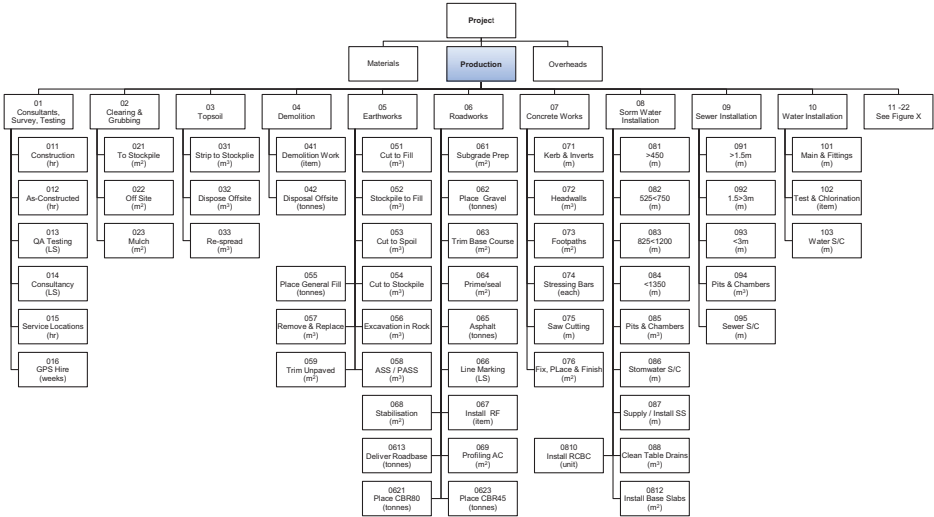 Project
Materials
Production
Overheads
01
Consultants,
Survey, Testing
02
Clearing &
Grubbing
03
Topsoil
04
Demolition
05
Earthworks
06
Roadworks
07
Concrete Works
08
Sorm Water
Installation
09
Sewer Installation
10
Water Installation
11 -22
See Figure X
011
Construction
(hr)
012
As-Constructed
(hr)
013
QA Testing
(LS)
014
Consultancy
(LS)
015
Service Locations
(hr)
016
GPS Hire
(weeks)
021
To Stockpile
(m²)
022
Off Site
(m²)
023
Mulch
(m²)
031
Strip to Stockplie
(m³)
032
Dispose Offsite
(m³)
033
Re-spread
(m³)
041
Demolition Work
(item)
042
Disposal Offsite
(tonnes)
051
Cut to Fill
(m³)
052
Stockpile to Fill
(m³)
053
Cut to Spoil
(m³)
055
Place General Fill
(tonnes)
054
Cut to Stockpile
(m³)
057
Remove & Replace
(m³)
056
Excavation in Rock
(m³)
059
Trim Unpaved
(m²)
058
ASS / PASS
(m³)
061
Subgrade Prep
(m²)
062
Place Gravel
(tonnes)
063
Trim Base Course
(m²)
064
Prime/seal
(m²)
065
Asphalt
(tonnes)
066
Line Marking
(LS)
068
Stabilisation
(m²)
067
Install RF
(item)
0613
Deliver Roadbase
(tonnes)
069
Profiling AC
(m²)
0621
Place CBR80
(tonnes)
0623
Place CBR45
(tonnes)
071
Kerb & Inverts
(m)
072
Headwalls
(m³)
073
Footpaths
(m²)
074
Stressing Bars
(each)
075
Saw Cutting
(m)
076
Fix, PLace & Finish
(m²)
081
>450
(m)
082
525<750
(m)
083
825<1200
(m)
084
<1350
(m)
085
Pits & Chambers
(m³)
086
Stomwater S/C
(m)
087
Supply / Install SS
(m)
0810
Install RCBC
(unit)
088
Clean Table Drains
(m³)
0812
Install Base Slabs
(m²)
091
>1.5m
(m)
092
1.5>3m
(m)
093
<3m
(m)
094
Pits & Chambers
(m³)
095
Sewer S/C
(m)
101
Main & Fittings
(m)
102
Test & Chlorination
(item)
103
Water S/C
(m)